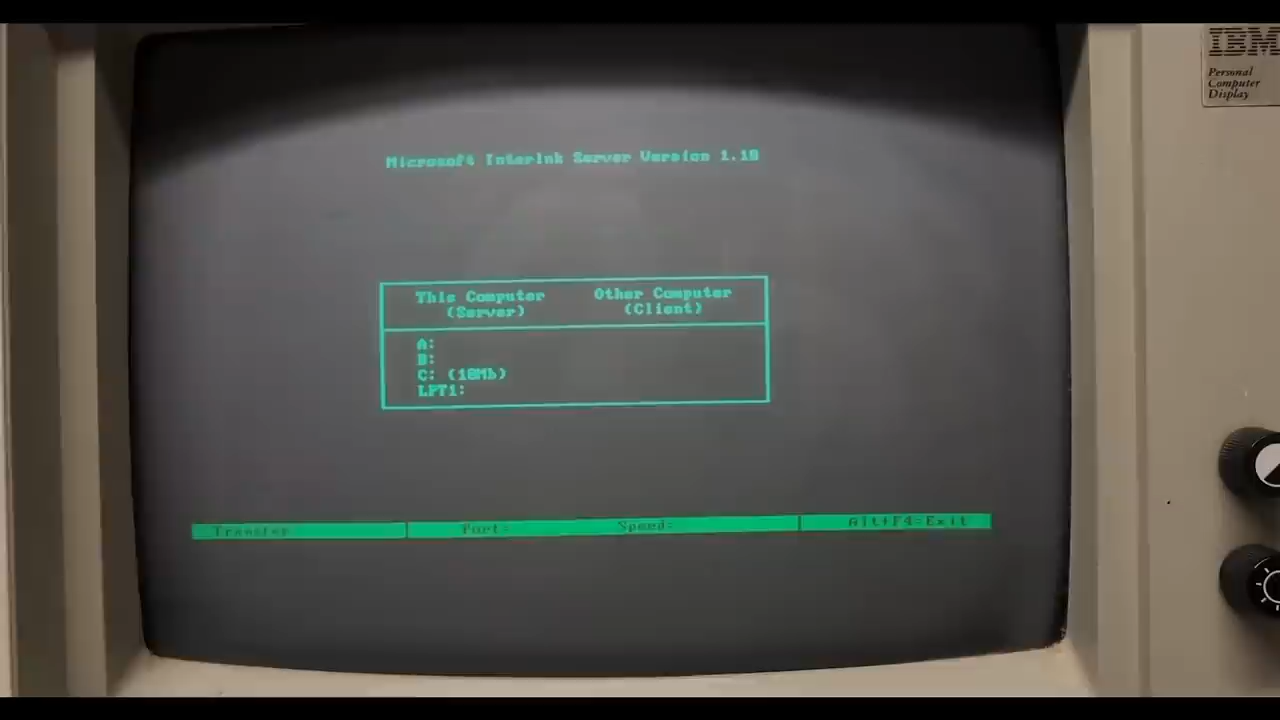 IBM
Personal
Computer
Display
Microsoft Interlnk Server Version 1.10
This Computer
(Server)
Other Computer
(Client)
A:
B:
C: (10Mb)
LPT1:
Transfer
Port=
Speed=
Alt+F4=Exit